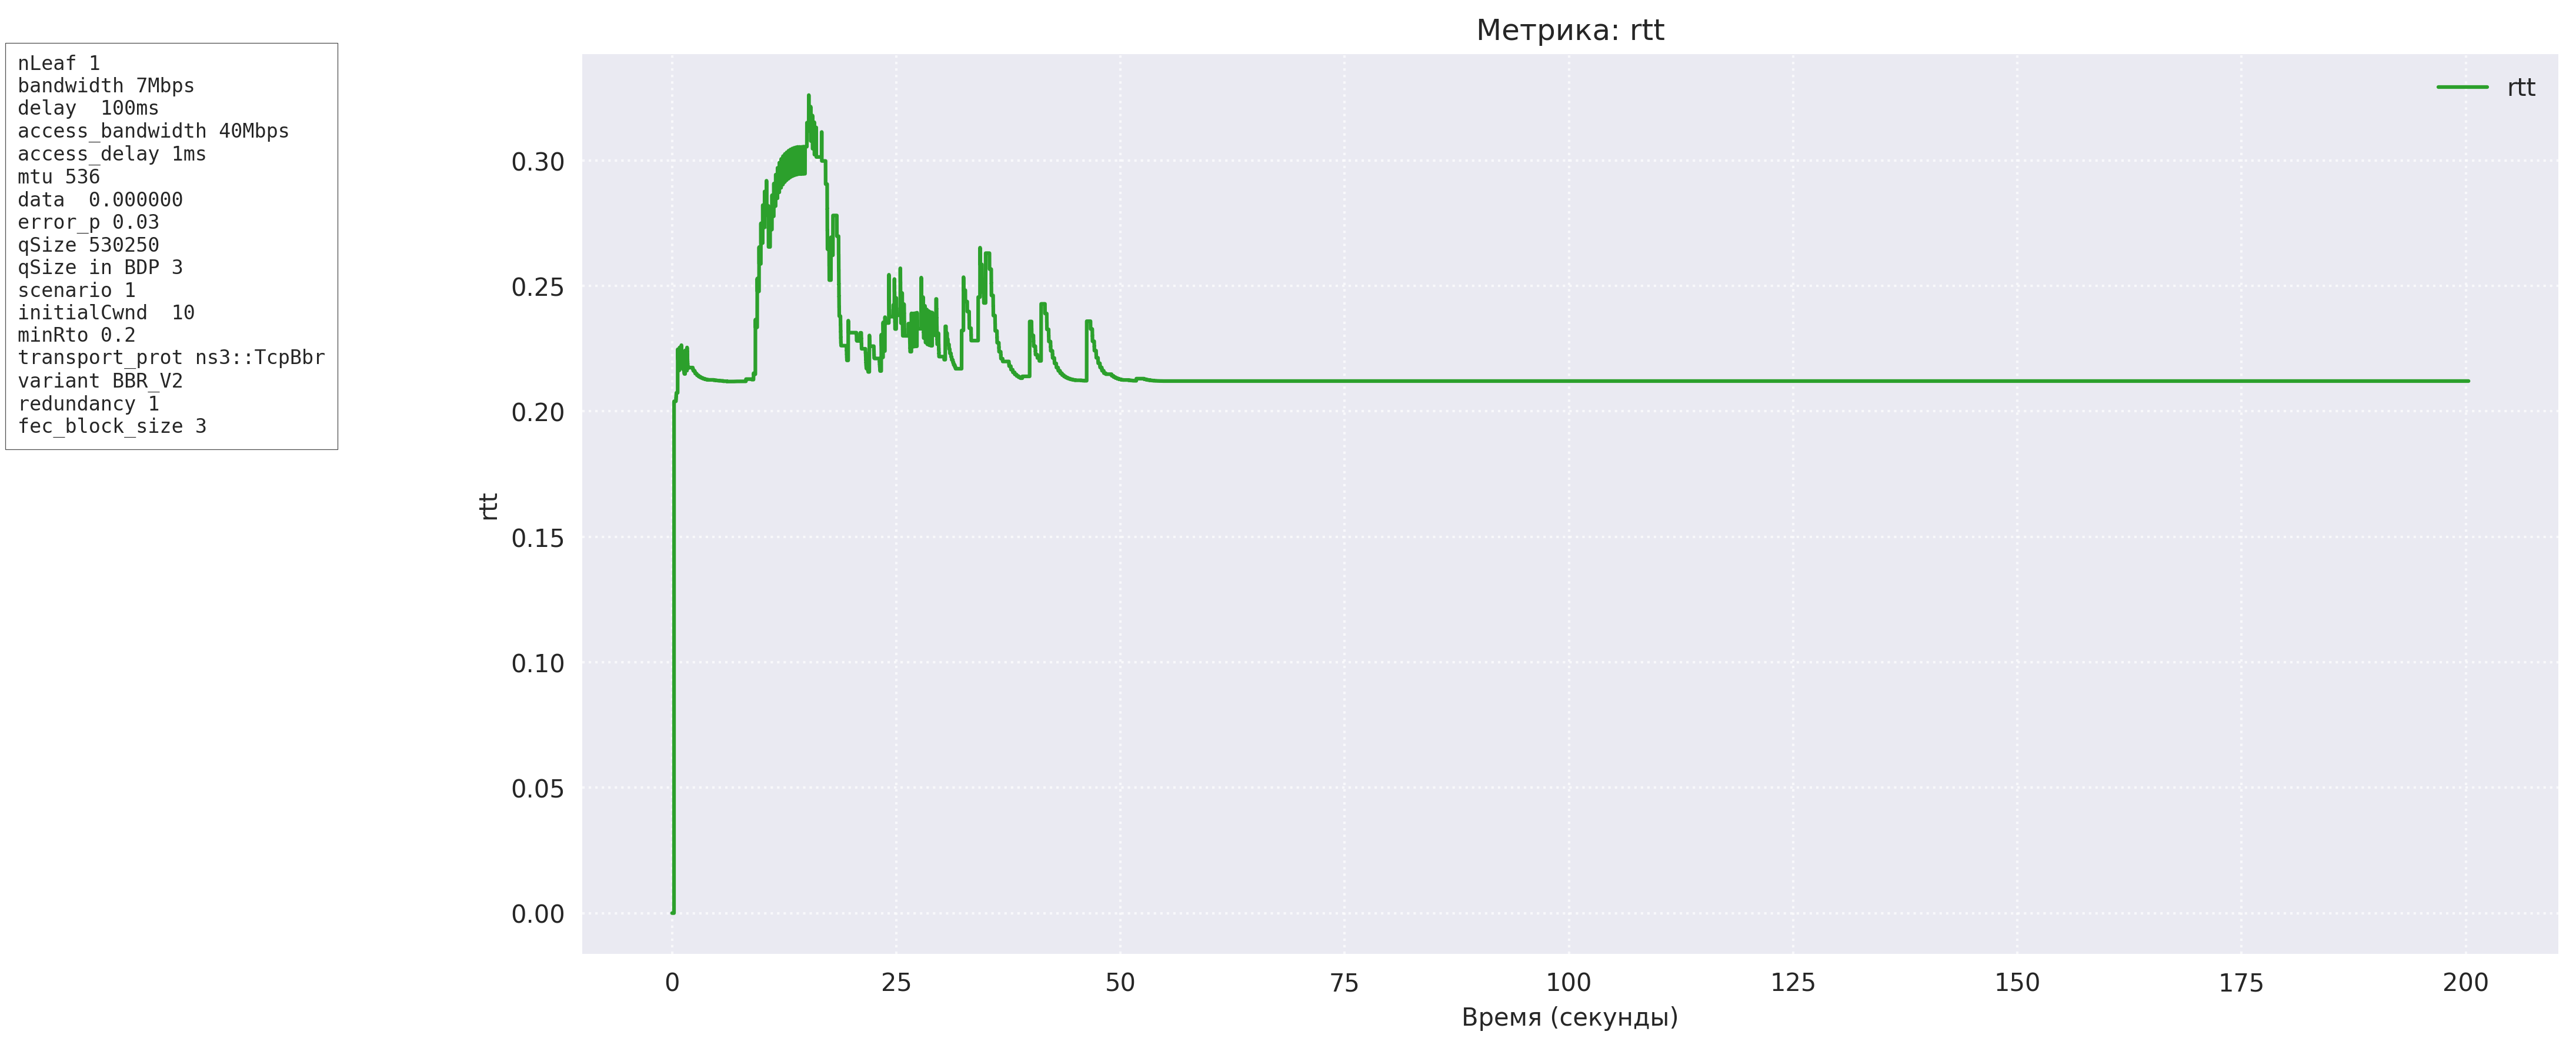 Метрика: rtt
nLeaf 1
bandwidth 7Mbps
delay  100ms
access_bandwidth 40Mbps
access_delay 1ms
mtu 536
data  0.000000
error_p 0.03
qSize 530250
qSize in BDP 3
scenario 1
initialCwnd  10
minRto 0.2
transport_prot ns3::TcpBbr
variant BBR_V2
redundancy 1
fec_block_size 3
rtt
rtt
0.30
0.25
0.20
0.15
0.10
0.05
0.00
0 25 50 75 100 125 150 175 200
Время (секунды)